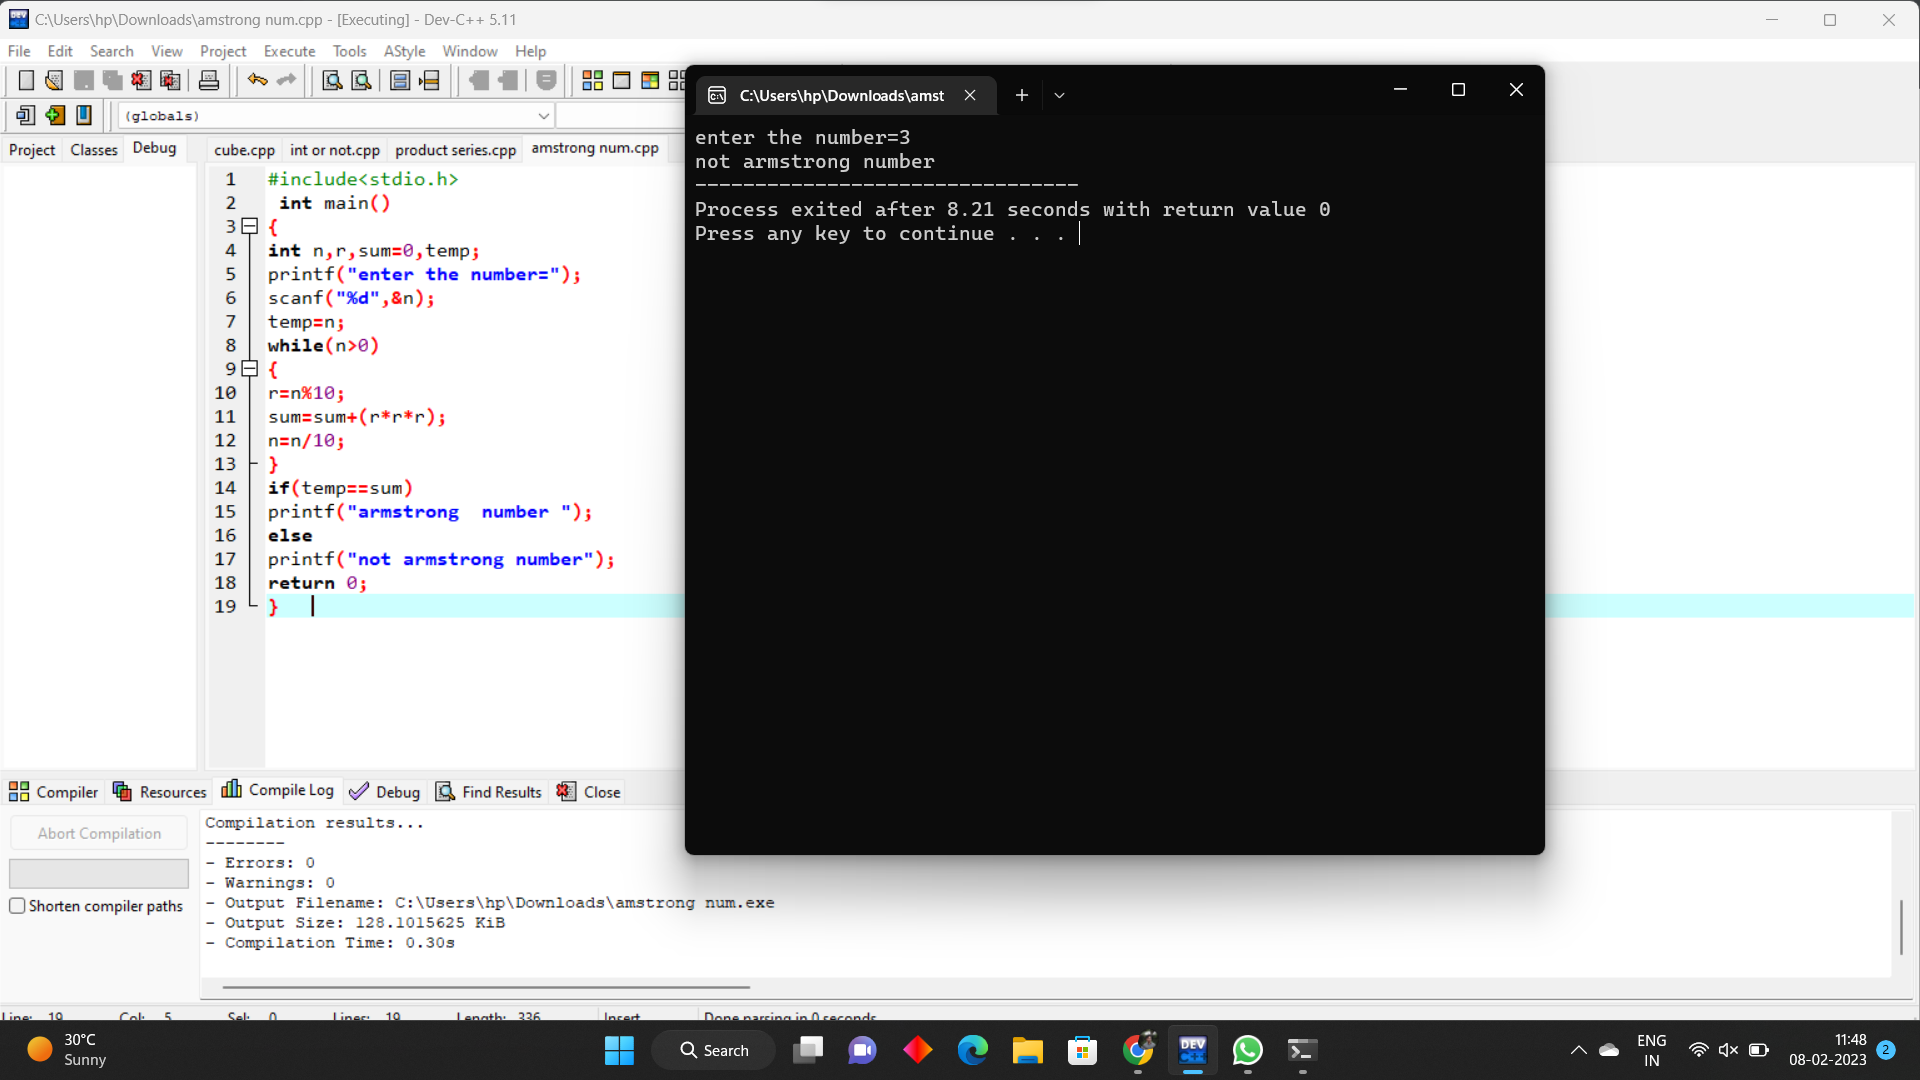 C:\Users\hp\Downloads\amstrong num.cpp - [Executing] - Dev-C++ 5.11
File Edit Search View Project Execute Tools AStyle Window Help
(globals)
Project Classes Debug
cube.cpp int or not.cpp product series.cpp amstrong num.cpp
1 #include<stdio.h>
2 int main()
3 {
4 int n,r,sum=0,temp;
5 printf("enter the number=");
6 scanf("%d",&n);
7 temp=n;
8 while(n>0)
9 {
10 r=n%10;
11 sum=sum+(r*r*r);
12 n=n/10;
13 }
14 if(temp==sum)
15 printf("armstrong  number ");
16 else
17 printf("not armstrong number");
18 return 0;
19 }
C:\Users\hp\Downloads\amst
enter the number=3
not armstrong number
--------------------------------
Process exited after 8.21 seconds with return value 0
Press any key to continue . . .
Compiler Resources Compile Log Debug Find Results Close
Abort Compilation
Shorten compiler paths
Compilation results...
--------
- Errors: 0
- Warnings: 0
- Output Filename: C:\Users\hp\Downloads\amstrong num.exe
- Output Size: 128.1015625 KiB
- Compilation Time: 0.30s
Line: 19 Col: 5 Sel: 0 Lines: 19 Length: 336 Insert Done parsing in 0 seconds
30°C
Sunny
Search
DEV
C++
ENG
IN
11:48
08-02-2023
2